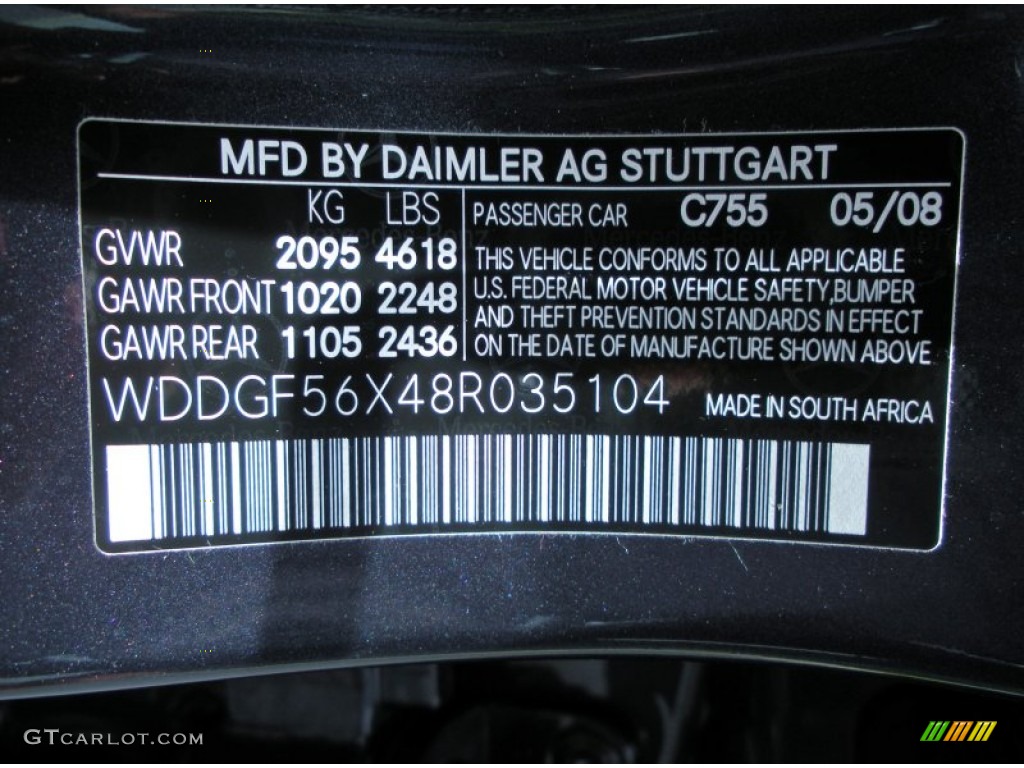 MFD BY DAIMLER AG STUTTGART
KG LBS
GVWR 2095 4618
GAWR FRONT 1020 2248
GAWR REAR 1105 2436
PASSENGER CAR C755 05/08
THIS VEHICLE CONFORMS TO ALL APPLICABLE
U.S. FEDERAL MOTOR VEHICLE SAFETY,BUMPER
AND THEFT PREVENTION STANDARDS IN EFFECT
ON THE DATE OF MANUFACTURE SHOWN ABOVE
WDDGF56X48R035104 MADE IN SOUTH AFRICA
GTCARLOT.COM